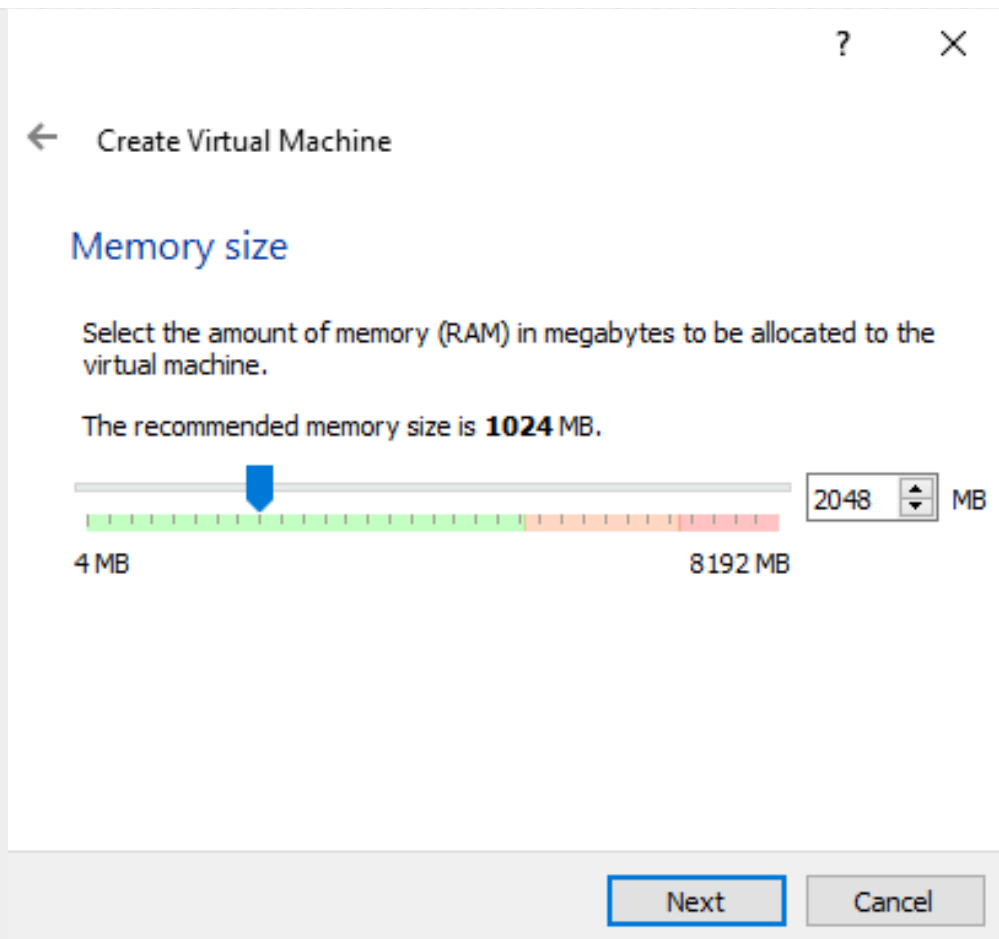 ?
Create Virtual Machine
Memory size
Select the amount of memory (RAM) in megabytes to be allocated to the
virtual machine.
The recommended memory size is 1024 MB.
2048 MB
4 MB 8192 MB
Next Cancel